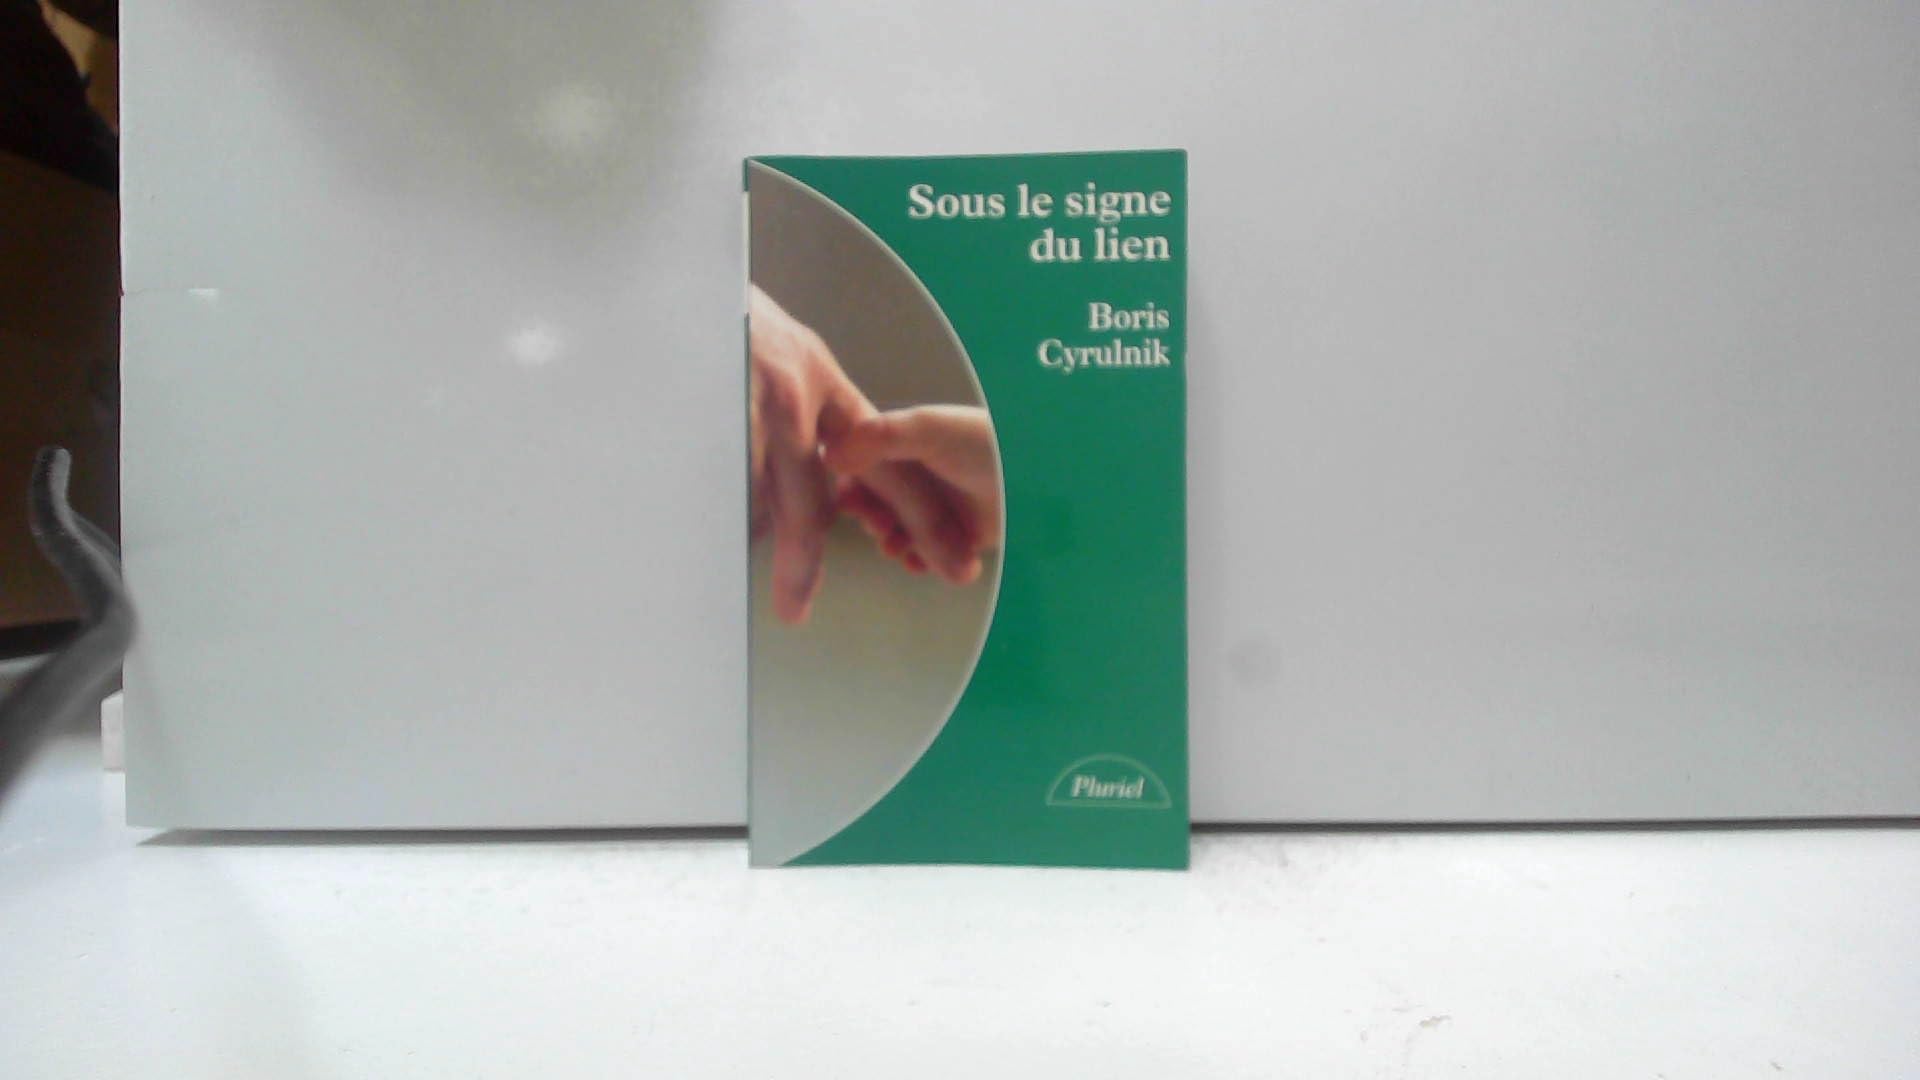 Sous le signe
du lien
Boris
Cyrulnik
Pluriel